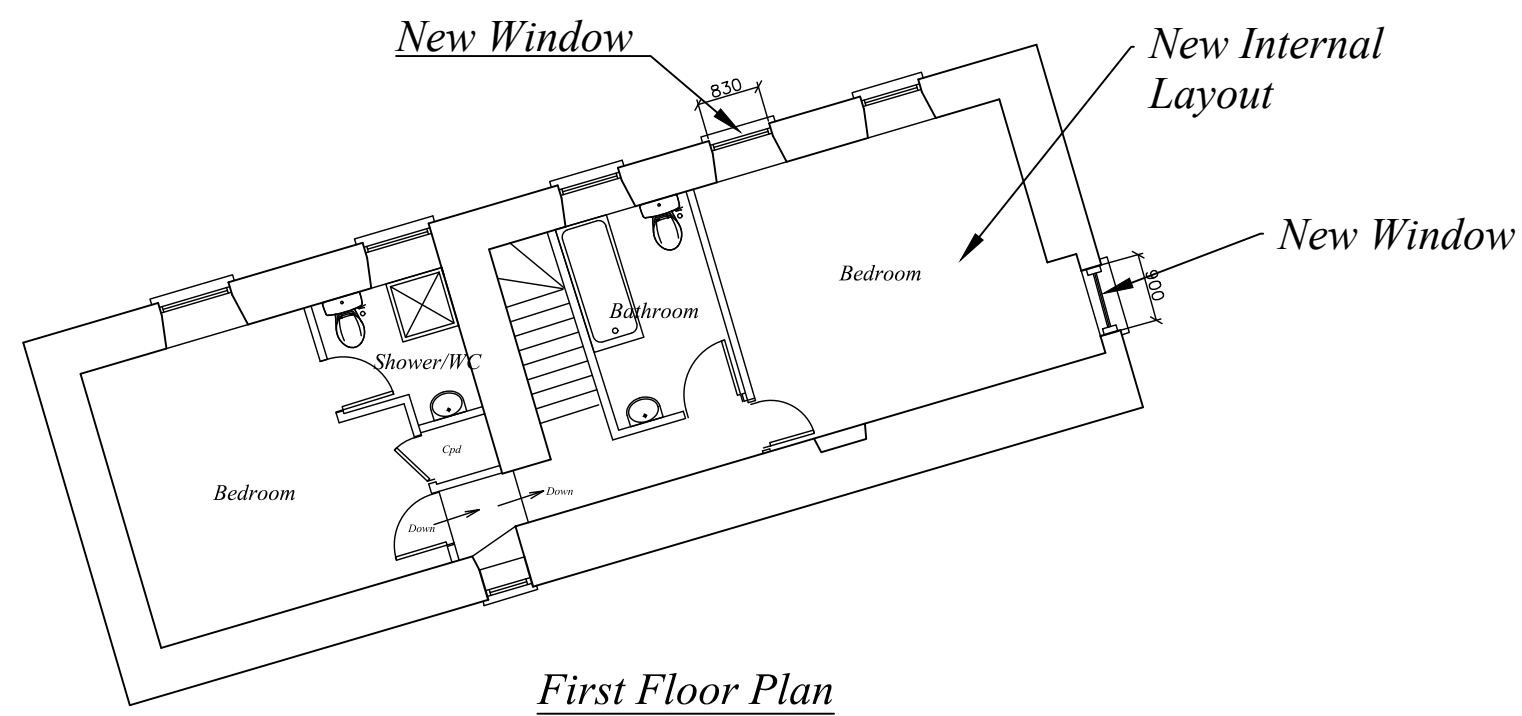 New Window
New Internal
Layout
830
New Window
900
Bedroom
Bathroom
Shower/WC
Cpd
Bedroom
Down
Down
First Floor Plan